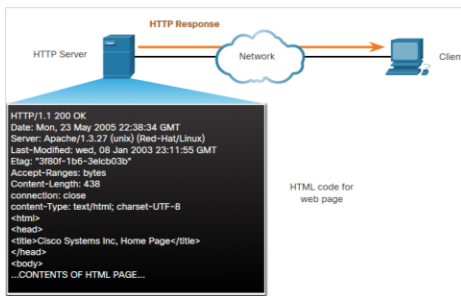 HTTP Response
HTTP Server
Network
Client
HTTP/1.1 200 OK
Date: Mon, 23 May 2005 22:38:34 GMT
Server: Apache/1.3.27 (unix) (Red-Hat/Linux)
Last-Modified: wed, 08 Jan 2003 23:11:55 GMT
Etag: "3f80f-1b6-3elcb03b"
Accept-Ranges: bytes
Content-Length: 438
connection: close
content-Type: text/html; charset-UTF-8
<html>
<head>
<title>Cisco Systems Inc, Home Page</title>
</head>
<body>
...CONTENTS OF HTML PAGE...
HTML code for
web page